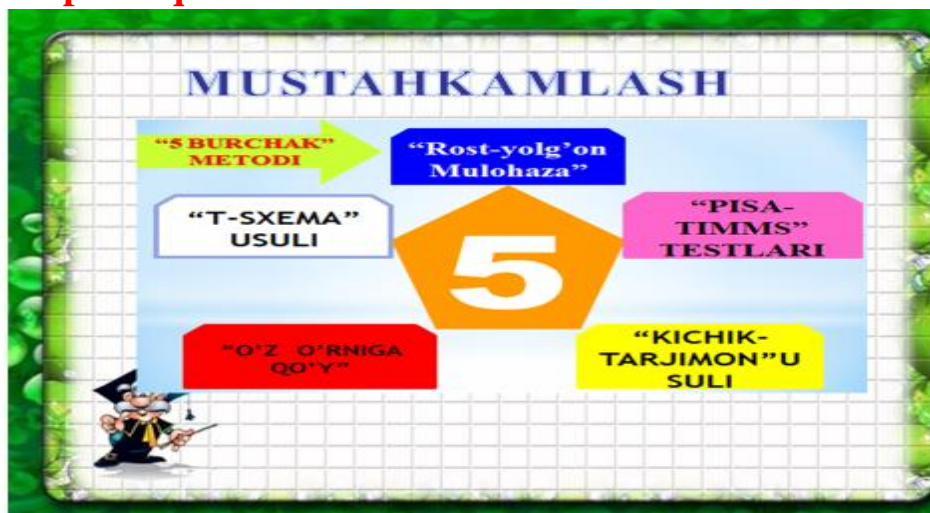 MUSTAHKAMLASH
“5 BURCHAK”
METODI
“Rost-yolg’on
Mulohaza”
“T-SXEMA”
USULI
“PISA-
TIMMS”
TESTLARI
5
“O’Z O’RNIGA
QO’Y”
“KICHIK-
TARJIMON”U
SULI